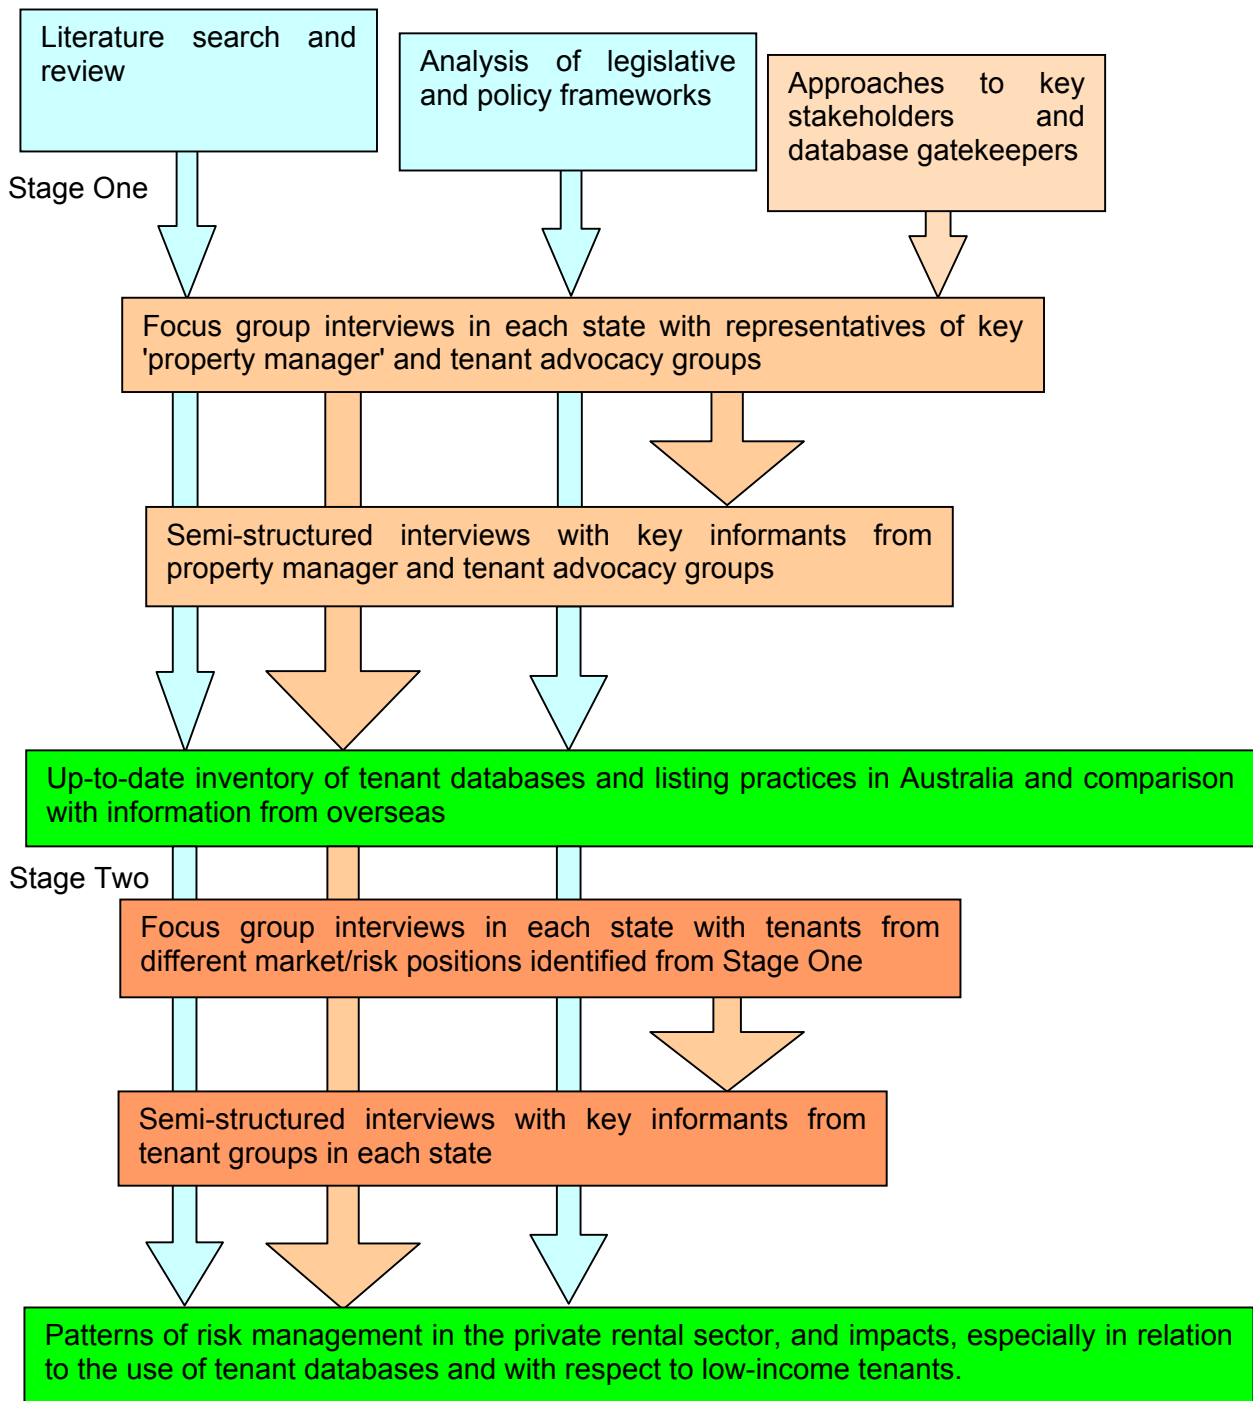 Literature search and
review
Analysis of legislative
and policy frameworks
Approaches to key
stakeholders and
database gatekeepers
Stage One
Focus group interviews in each state with representatives of key
'property manager' and tenant advocacy groups
Semi-structured interviews with key informants from
property manager and tenant advocacy groups
Up-to-date inventory of tenant databases and listing practices in Australia and comparison
with information from overseas
Stage Two
Focus group interviews in each state with tenants from
different market/risk positions identified from Stage One
Semi-structured interviews with key informants from
tenant groups in each state
Patterns of risk management in the private rental sector, and impacts, especially in relation
to the use of tenant databases and with respect to low-income tenants.